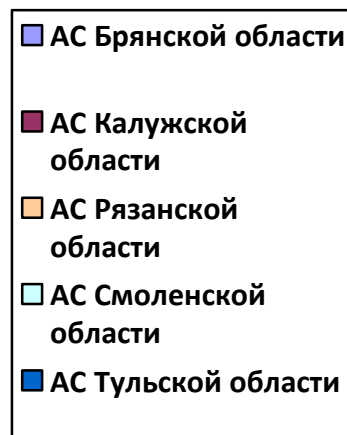 АС Брянской области
АС Калужской
области
АС Рязанской
области
АС Смоленской
области
АС Тульской области